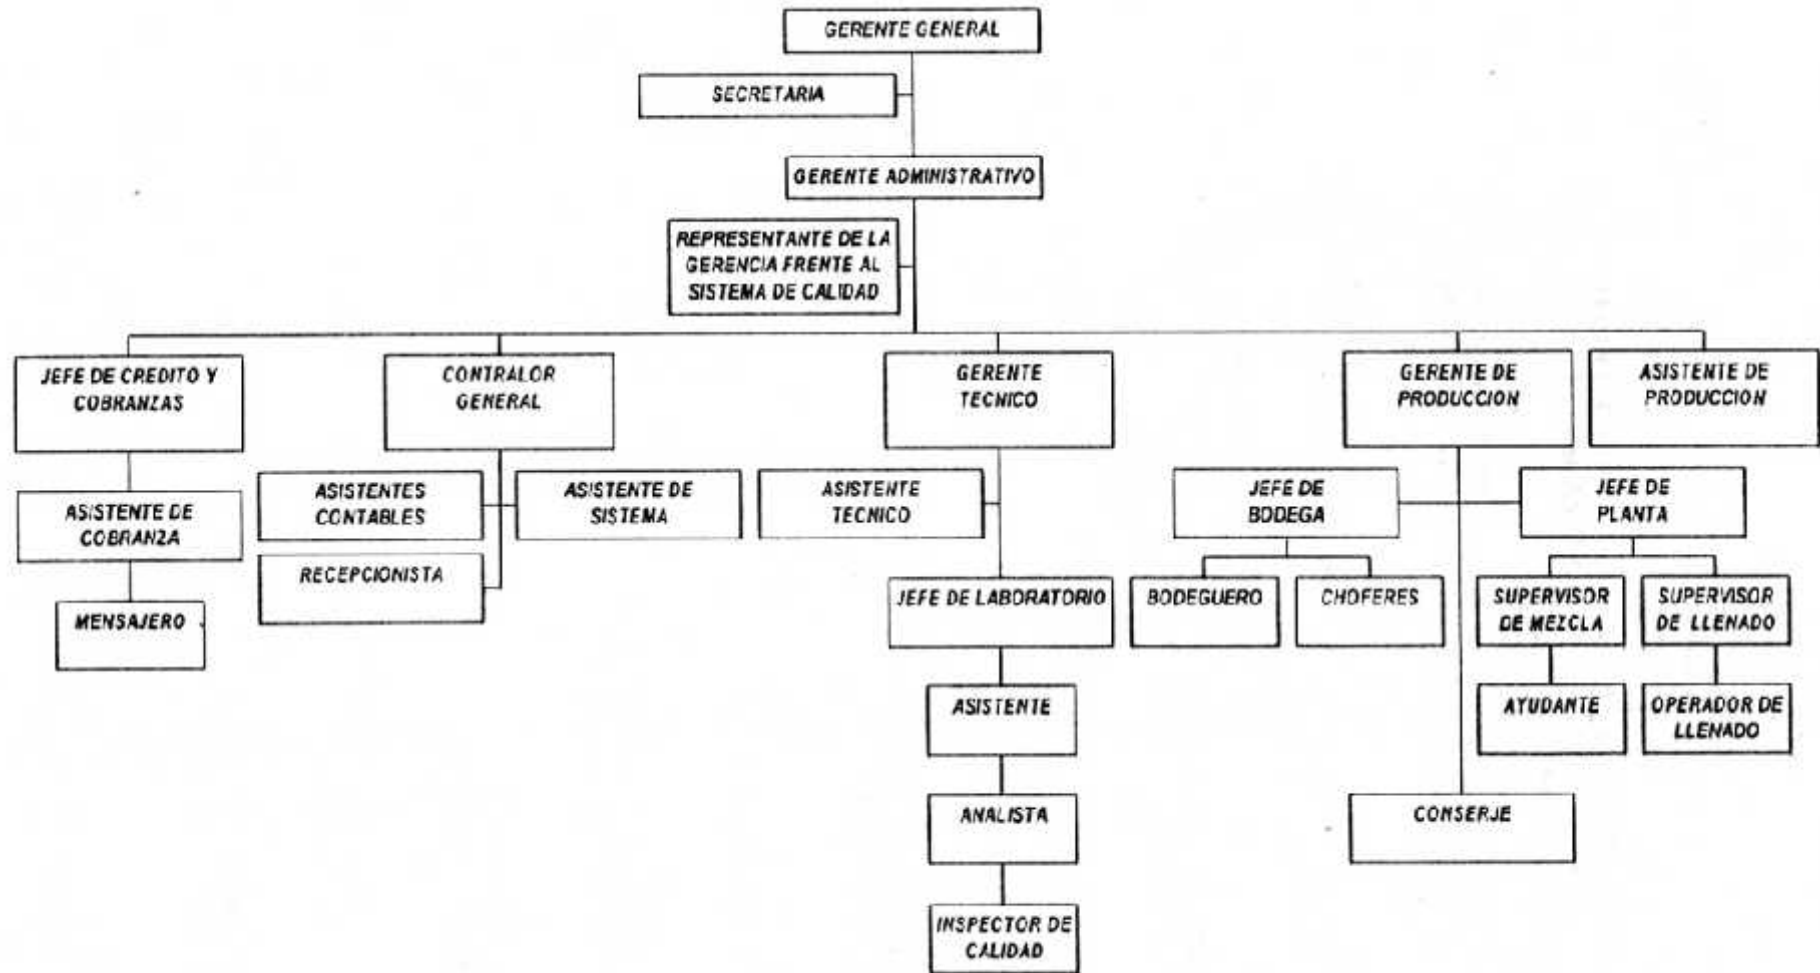 GERENTE GENERAL
SECRETARIA
GERENTE ADMINISTRATIVO
REPRESENTANTE DE LA
GERENCIA FRENTE AL
SISTEMA DE CALIDAD
JEFE DE CREDITO Y
COBRANZAS
CONTRALOR
GENERAL
GERENTE
TECNICO
GERENTE DE
PRODUCCION
ASISTENTE DE
PRODUCCION
ASISTENTE DE
COBRANZA
MENSAJERO
ASISTENTES
CONTABLES
ASISTENTE DE
SISTEMA
RECEPCIONISTA
ASISTENTE
TECNICO
JEFE DE LABORATORIO
ASISTENTE
ANALISTA
INSPECTOR DE
CALIDAD
JEFE DE
BODEGA
JEFE DE
PLANTA
BODEGUERO
CHOFERES
SUPERVISOR
DE MEZCLA
SUPERVISOR
DE LLENADO
AYUDANTE
OPERADOR DE
LLENADO
CONSERJE